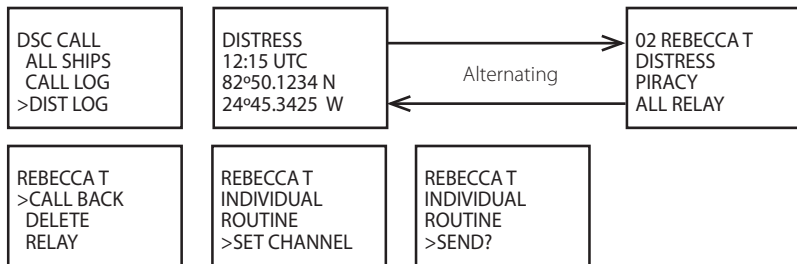 DSC CALL
ALL SHIPS
CALL LOG
>DIST LOG
DISTRESS
12:15 UTC
82º50.1234 N
24º45.3425 W
Alternating
02 REBECCA T
DISTRESS
PIRACY
ALL RELAY
REBECCA T
>CALL BACK
DELETE
RELAY
REBECCA T
INDIVIDUAL
ROUTINE
>SET CHANNEL
REBECCA T
INDIVIDUAL
ROUTINE
>SEND?